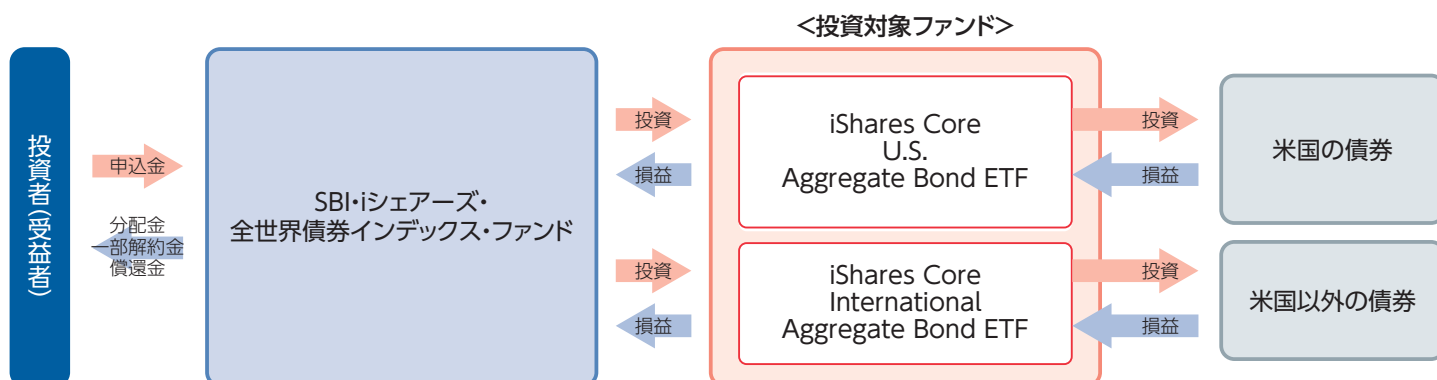 <投資対象ファンド>
投資者(受益者)
申込金
分配金
一部解約金
償還金
SBI・iシェアーズ・
全世界債券インデックス・ファンド
投資
損益
投資
損益
iShares Core
U.S.
Aggregate Bond ETF
iShares Core
International
Aggregate Bond ETF
投資
損益
投資
損益
米国の債券
米国以外の債券